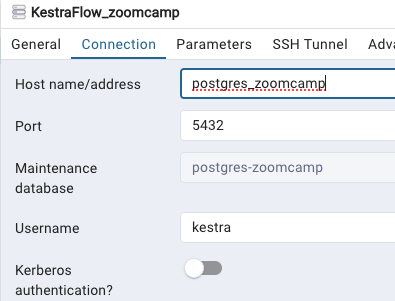 KestraFlow_zoomcamp
General Connection Parameters SSH Tunnel
Host name/address postgres_zoomcamp
Port 5432
Maintenance postgres-zoomcamp
database
Username kestra
Kerberos
authentication?